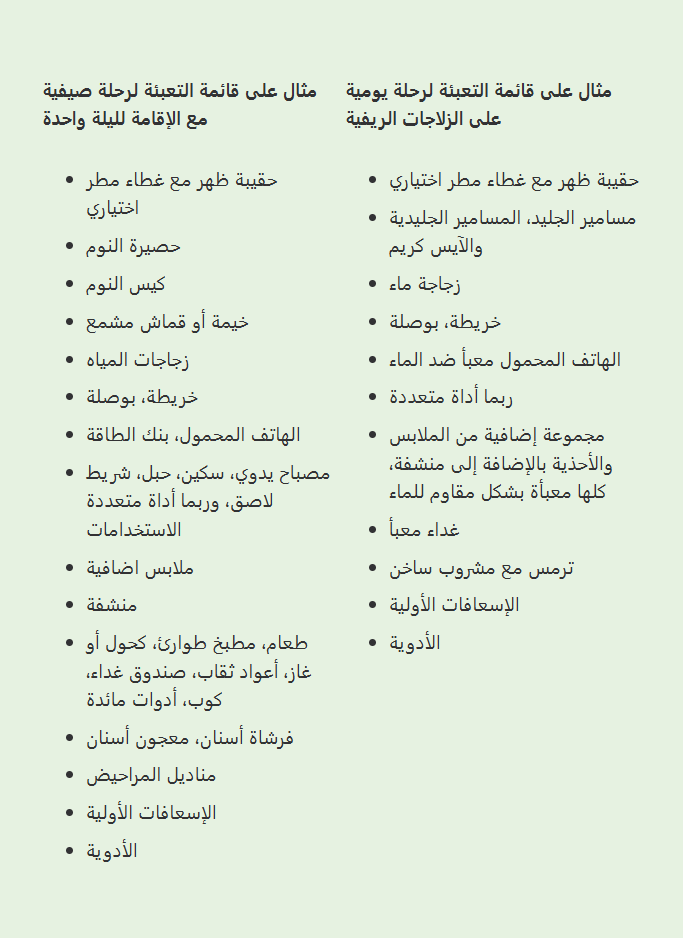 مثال على قائمة التعبئة لرحلة يومية
على الزلاجات الريفية
• حقيبة ظهر مع غطاء مطر اختياري
• مسامير الجليد، المسامير الجليدية
والآيس كريم
• زجاجة ماء
• خريطة، بوصلة
• الهاتف المحمول معبأ ضد الماء
• ربما أداة متعددة
• مجموعة إضافية من الملابس
والأحذية بالإضافة إلى منشفة،
كلها معبأة بشكل مقاوم للماء
• غداء معبأ
• ترمس مع مشروب ساخن
• الإسعافات الأولية
• الأدوية
مثال على قائمة التعبئة لرحلة صيفية
مع الإقامة لليلة واحدة
• حقيبة ظهر مع غطاء مطر
اختياري
• حصيرة النوم
• كيس النوم
• خيمة أو قماش مشمع
• زجاجات المياه
• خريطة، بوصلة
• الهاتف المحمول، بنك الطاقة
• مصباح يدوي، سكين، حبل، شريط
لاصق، وربما أداة متعددة
الاستخدامات
• ملابس اضافية
• منشفة
• طعام، مطبخ طوارئ، كحول أو
غاز، أعواد ثقاب، صندوق غداء،
كوب، أدوات مائدة
• فرشاة أسنان، معجون أسنان
• مناديل المراحيض
• الإسعافات الأولية
• الأدوية